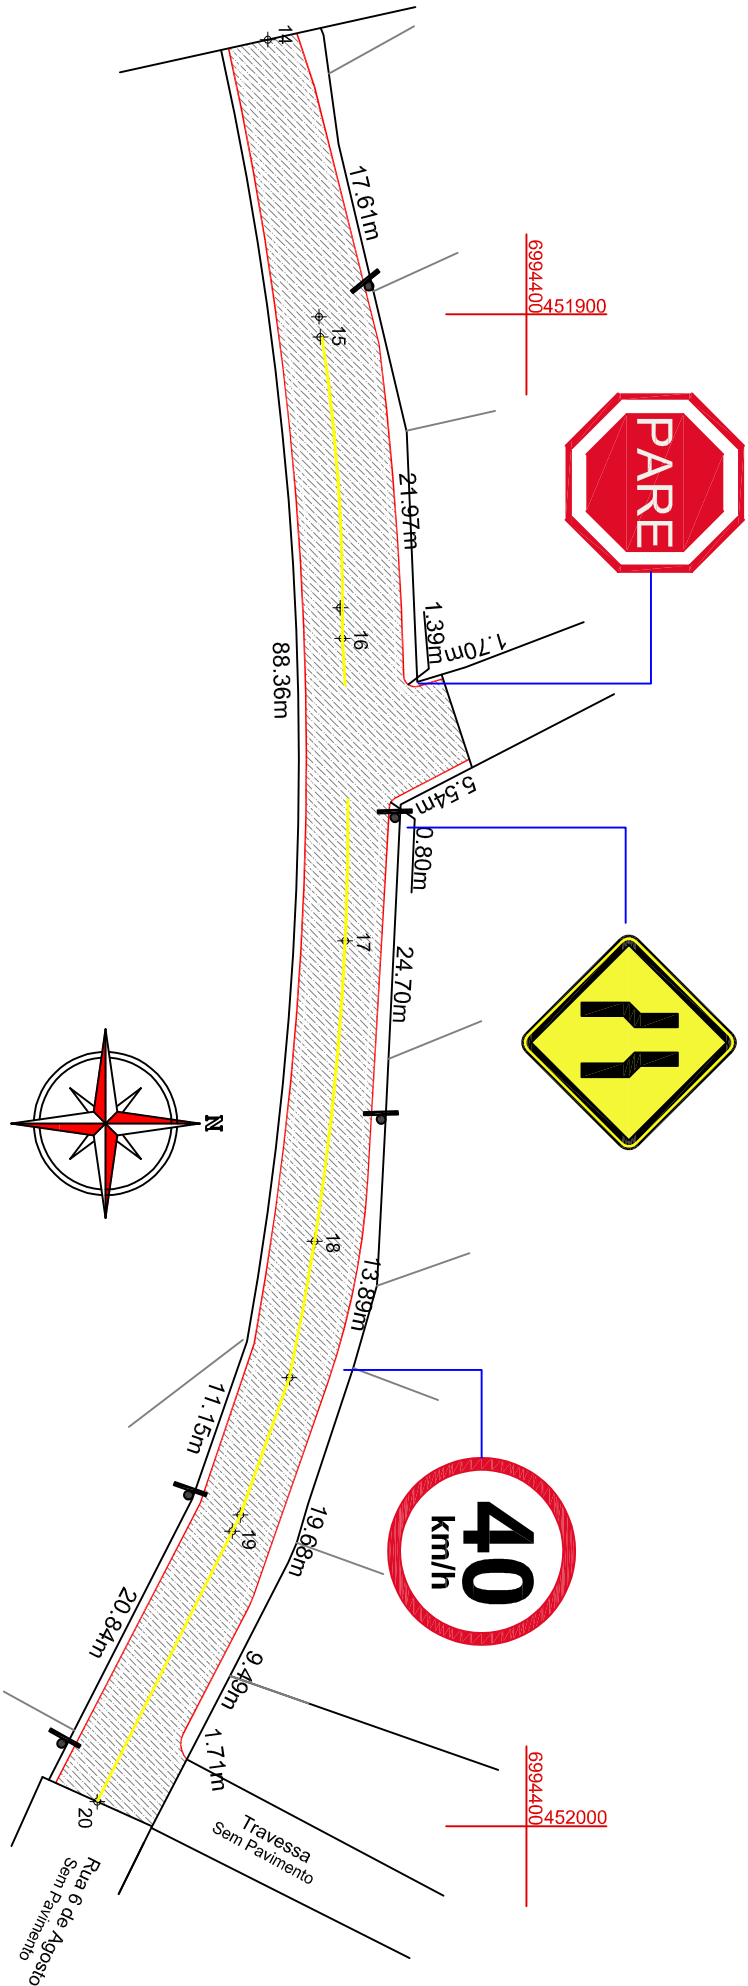 14
17.61m
6994400
451900
15
PARE
21.97m
1.39m
1.70m
16
88.36m
5.54m
0.80m
17
24.70m
N
18
13.89m
11.15m
40
km/h
19
19.68m
20.84m
9.49m
1.71m
6994400
452000
20
Travessa
Sem Pavimento
Rua 6 de Agosto
Sem Pavimento